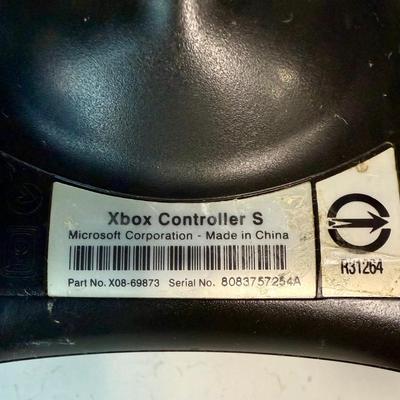 Xbox Controller S
Microsoft Corporation - Made in China
Part No. X08-69873 Serial No. 8083757254A
R31264